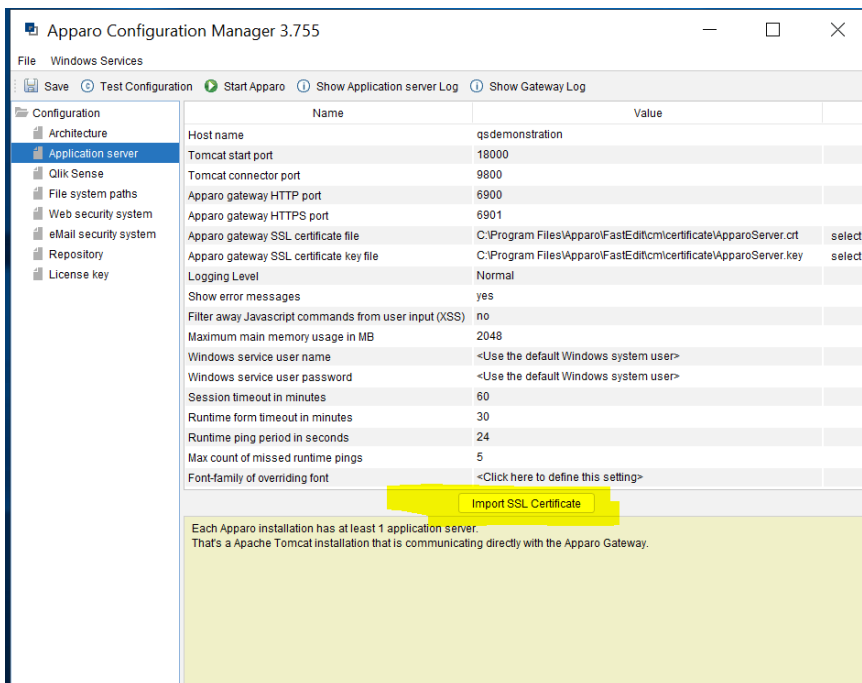 Apparo Configuration Manager 3.755
File Windows Services
Save Test Configuration Start Apparo Show Application server Log Show Gateway Log
Configuration
Architecture
Application server
Qlik Sense
File system paths
Web security system
eMail security system
Repository
License key
Name Value
Host name qsdemonstration
Tomcat start port 18000
Tomcat connector port 9800
Apparo gateway HTTP port 6900
Apparo gateway HTTPS port 6901
Apparo gateway SSL certificate file C:\Program Files\Apparo\FastEdit\cm\certificate\ApparoServer.crt select
Apparo gateway SSL certificate key file C:\Program Files\Apparo\FastEdit\cm\certificate\ApparoServer.key select
Logging Level Normal
Show error messages yes
Filter away Javascript commands from user input (XSS) no
Maximum main memory usage in MB 2048
Windows service user name <Use the default Windows system user>
Windows service user password <Use the default Windows system user>
Session timeout in minutes 60
Runtime form timeout in minutes 30
Runtime ping period in seconds 24
Max count of missed runtime pings 5
Font-family of overriding font <Click here to define this setting>
Import SSL Certificate
Each Apparo installation has at least 1 application server.
That's a Apache Tomcat installation that is communicating directly with the Apparo Gateway.